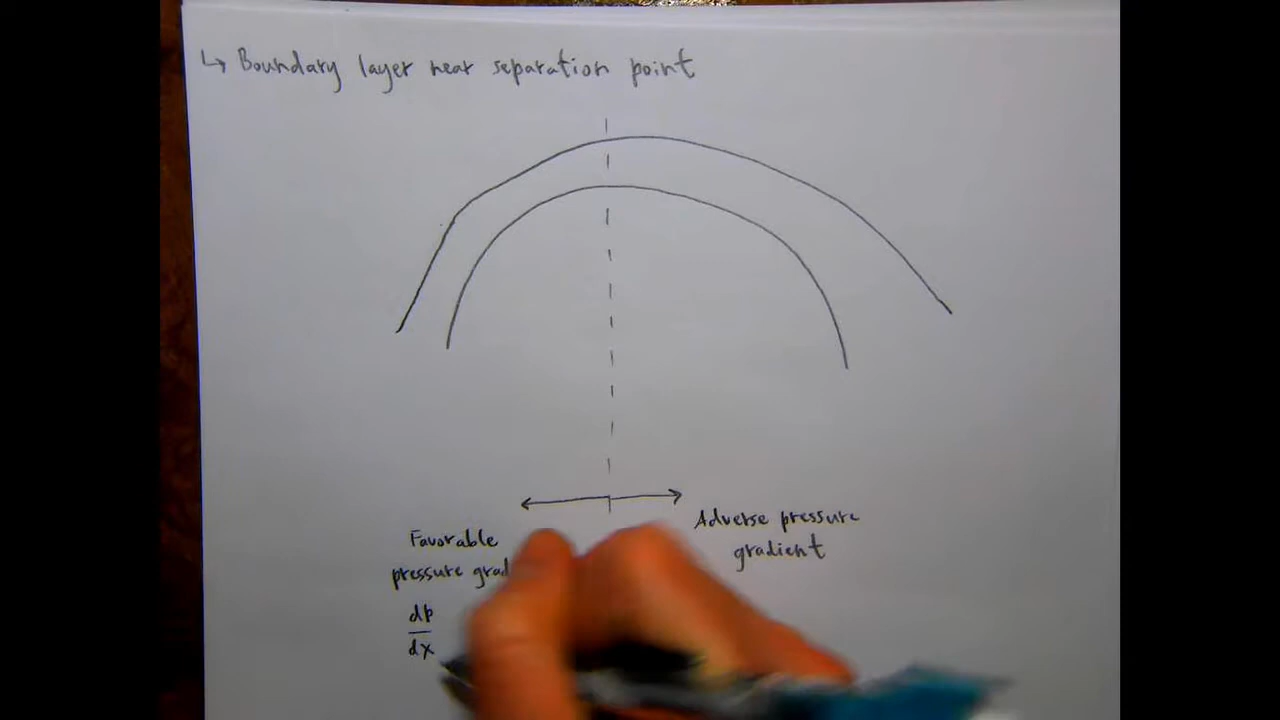 ↳ Boundary layer near separation point
Adverse pressure
gradient
Favorable
pressure grad
dp
dx